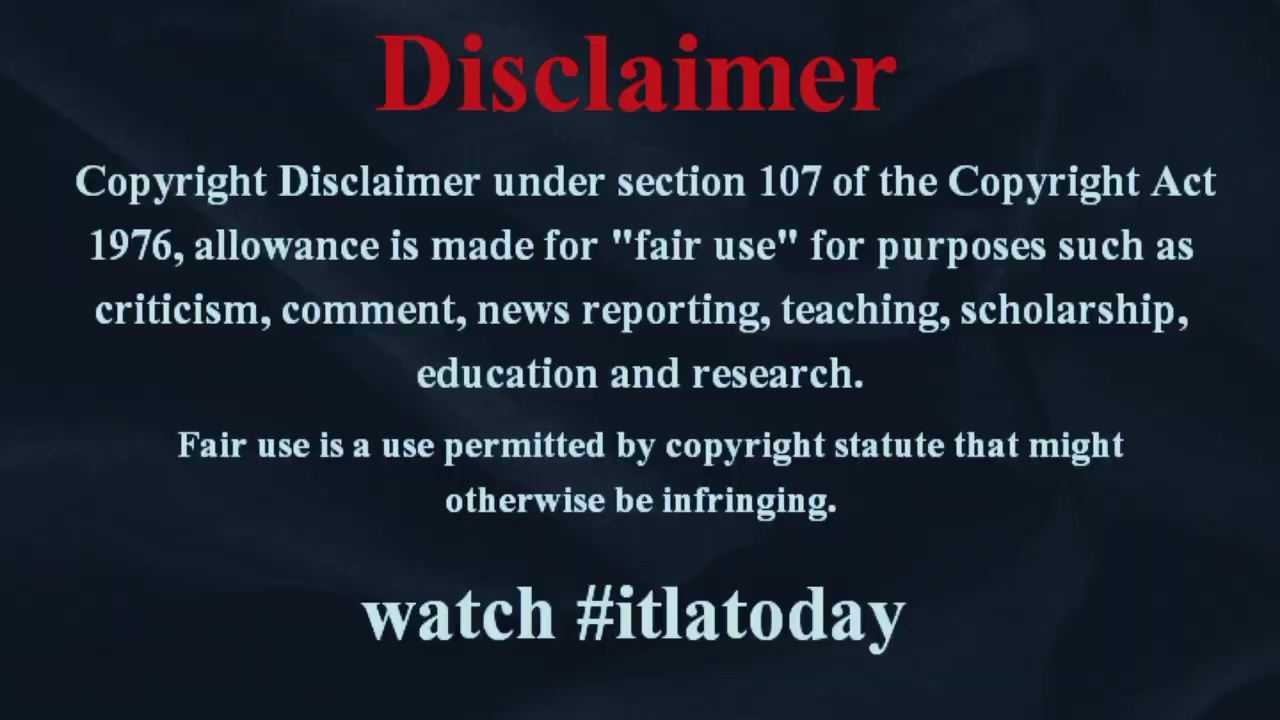 Disclaimer
Copyright Disclaimer under section 107 of the Copyright Act
1976, allowance is made for "fair use" for purposes such as
criticism, comment, news reporting, teaching, scholarship,
education and research.
Fair use is a use permitted by copyright statute that might
otherwise be infringing.
watch #itlatoday